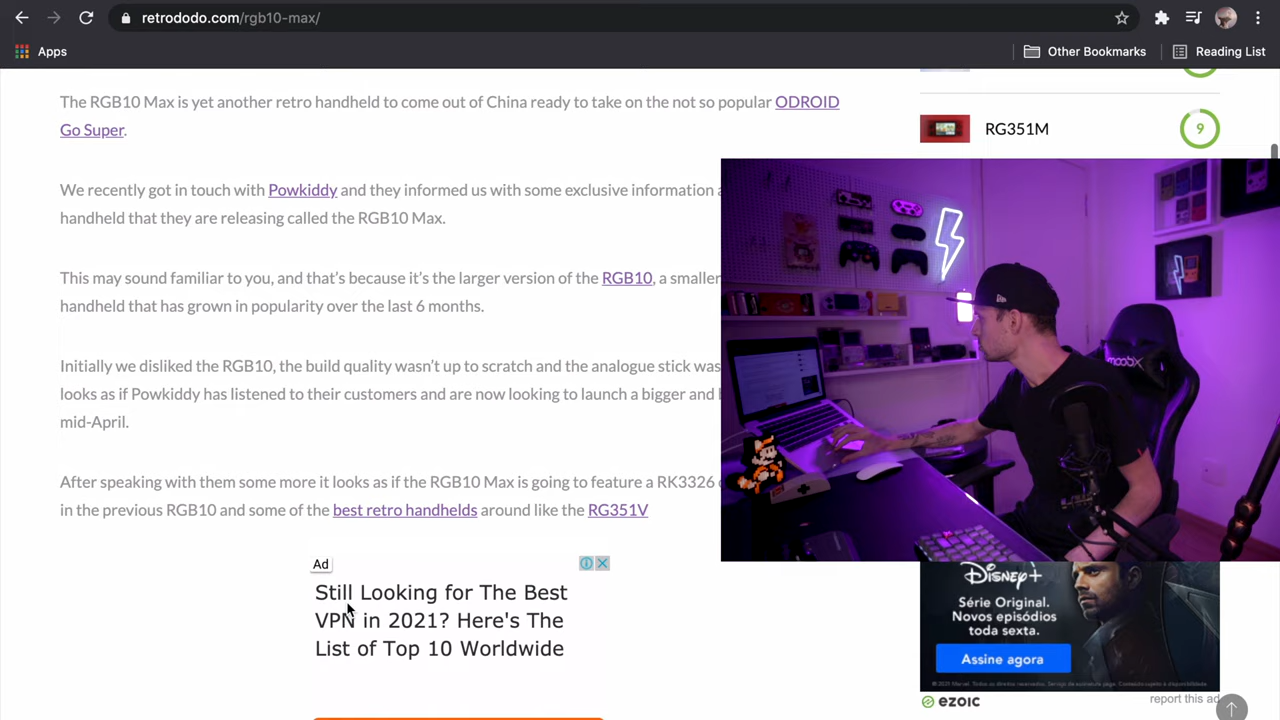 retrododo.com/rgb10-max/
Apps
Other Bookmarks
Reading List
The RGB10 Max is yet another retro handheld to come out of China ready to take on the not so popular ODROID
Go Super.
We recently got in touch with Powkiddy and they informed us with some exclusive information
handheld that they are releasing called the RGB10 Max.
This may sound familiar to you, and that's because it's the larger version of the RGB10, a smaller
handheld that has grown in popularity over the last 6 months.
Initially we disliked the RGB10, the build quality wasn't up to scratch and the analogue stick was
looks as if Powkiddy has listened to their customers and are now looking to launch a bigger and
mid-April.
After speaking with them some more it looks as if the RGB10 Max is going to feature a RK3326
in the previous RGB10 and some of the best retro handhelds around like the RG351V
Ad
Still Looking for The Best
VPN in 2021? Here's The
List of Top 10 Worldwide
RG351M
9
moobx
Disney+
Série Original.
Novos episódios
toda sexta.
Assine agora
ezoic
report this ad